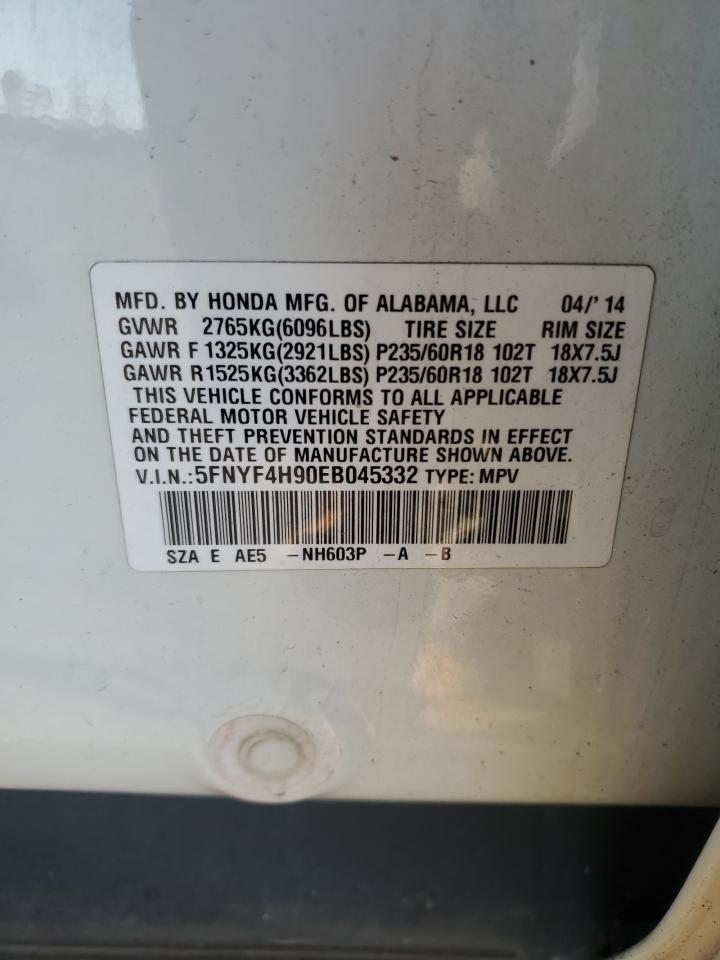 MFD. BY HONDA MFG. OF ALABAMA, LLC 04/'14
GVWR 2765KG(6096LBS) TIRE SIZE RIM SIZE
GAWR F 1325KG(2921LBS) P235/60R18 102T 18X7.5J
GAWR R1525KG(3362LBS) P235/60R18 102T 18X7.5J
THIS VEHICLE CONFORMS TO ALL APPLICABLE
FEDERAL MOTOR VEHICLE SAFETY
AND THEFT PREVENTION STANDARDS IN EFFECT
ON THE DATE OF MANUFACTURE SHOWN ABOVE.
V.I.N.:5FNYF4H90EB045332 TYPE: MPV
SZA E AE5 -NH603P -A -B